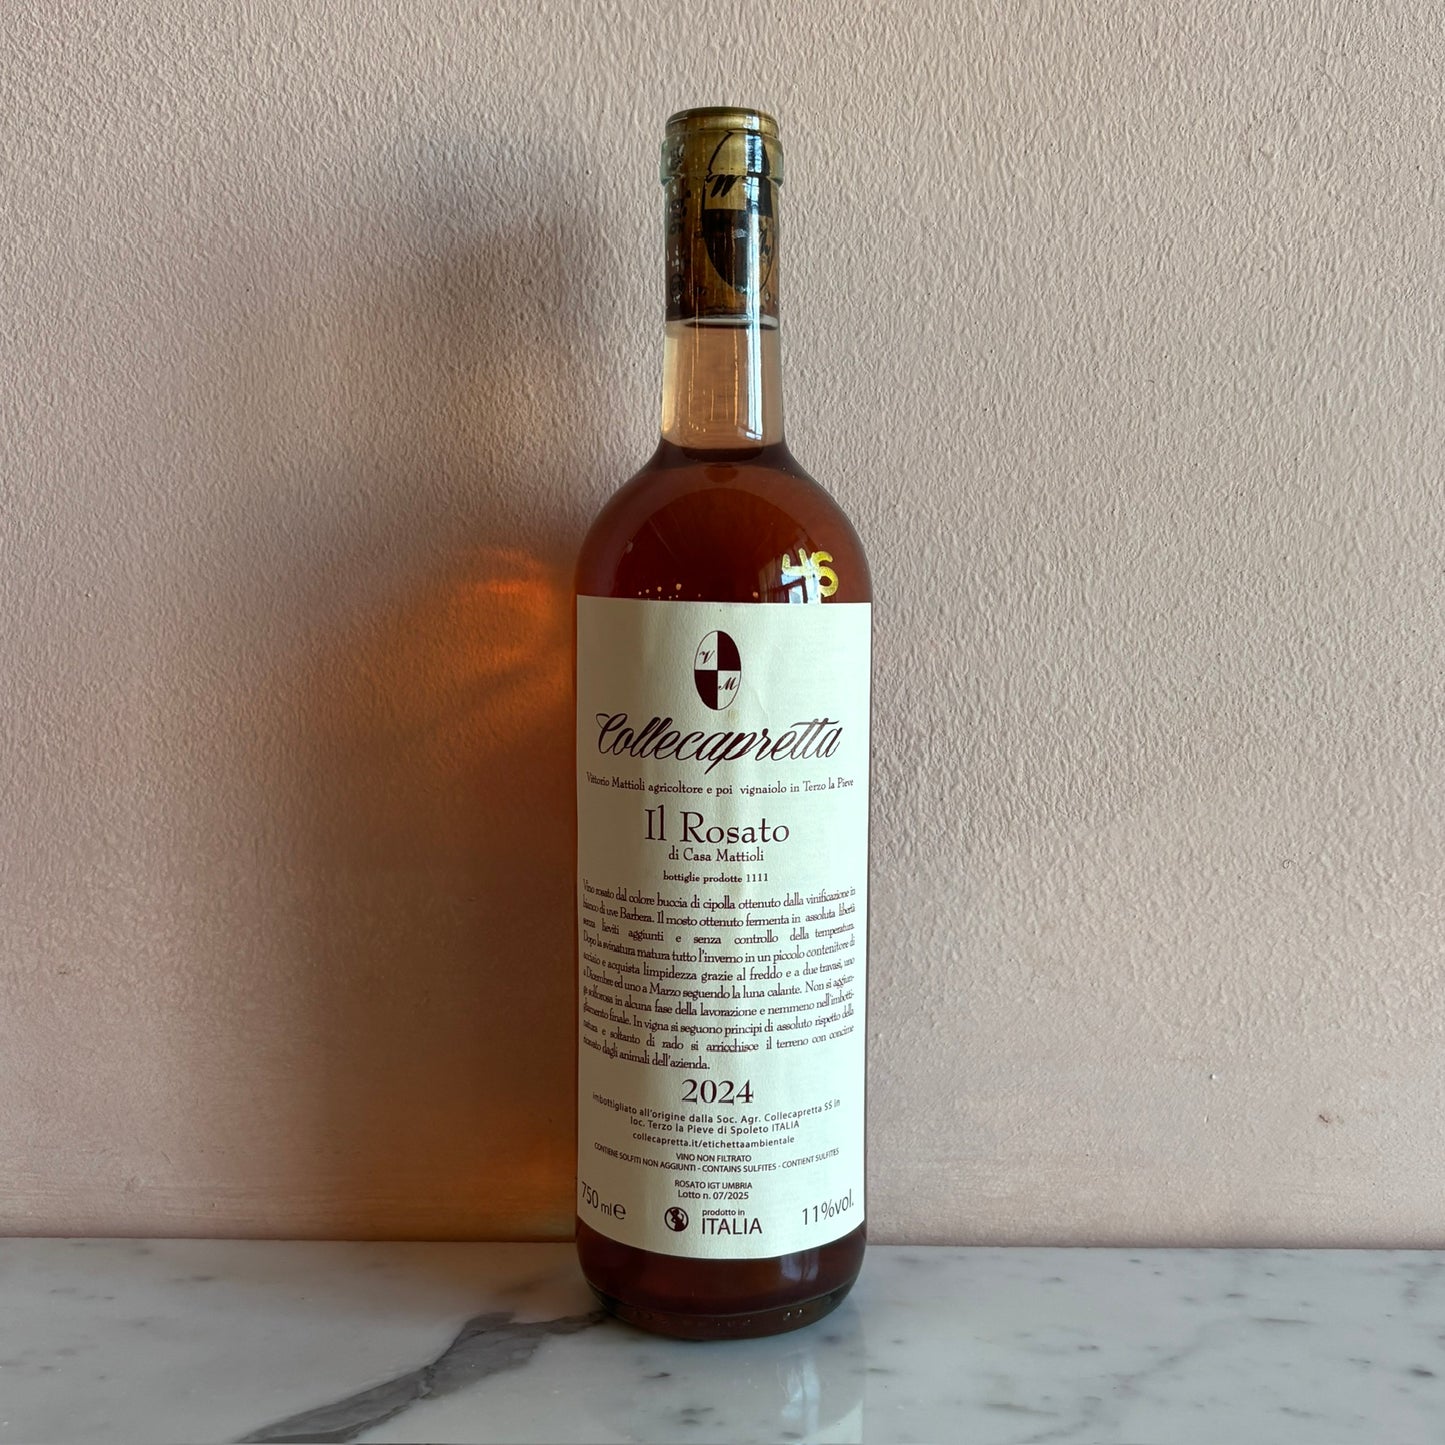 46
V
M
Collecapretta
Vittorio Mattioli agricoltore e poi vignaiolo in Terzo la Pieve
Il Rosato
di Casa Mattioli
bottiglie prodotte 1111
Vino rosato dal colore buccia di cipolla ottenuto dalla vinificazione in
bianco di uve Barbera. Il mosto ottenuto fermenta in assoluta libertà
senza lieviti aggiunti e senza controllo della temperatura.
Dopo la svinatura matura tutto l'inverno in un piccolo contenitore di
acciaio e acquista limpidezza grazie al freddo e a due travasi, uno
a Dicembre ed uno a Marzo seguendo la luna calante. Non si aggiun-
ge solforosa in alcuna fase della lavorazione e nemmeno nell'imbotti-
gliamento finale. In vigna si seguono principi di assoluto rispetto della
natura e soltanto di rado si arricchisce il terreno con concime
ricavato dagli animali dell'azienda.
2024
imbottigliato all'origine dalla Soc. Agr. Collecapretta SS in
loc. Terzo la Pieve di Spoleto ITALIA
collecapretta.it/etichettaambientale
VINO NON FILTRATO
CONTIENE SOLFITI NON AGGIUNTI - CONTAINS SULFITES - CONTIENT SULFITES
ROSATO IGT UMBRIA
Lotto n. 07/2025
750 ml e
prodotto in
ITALIA
11%vol.